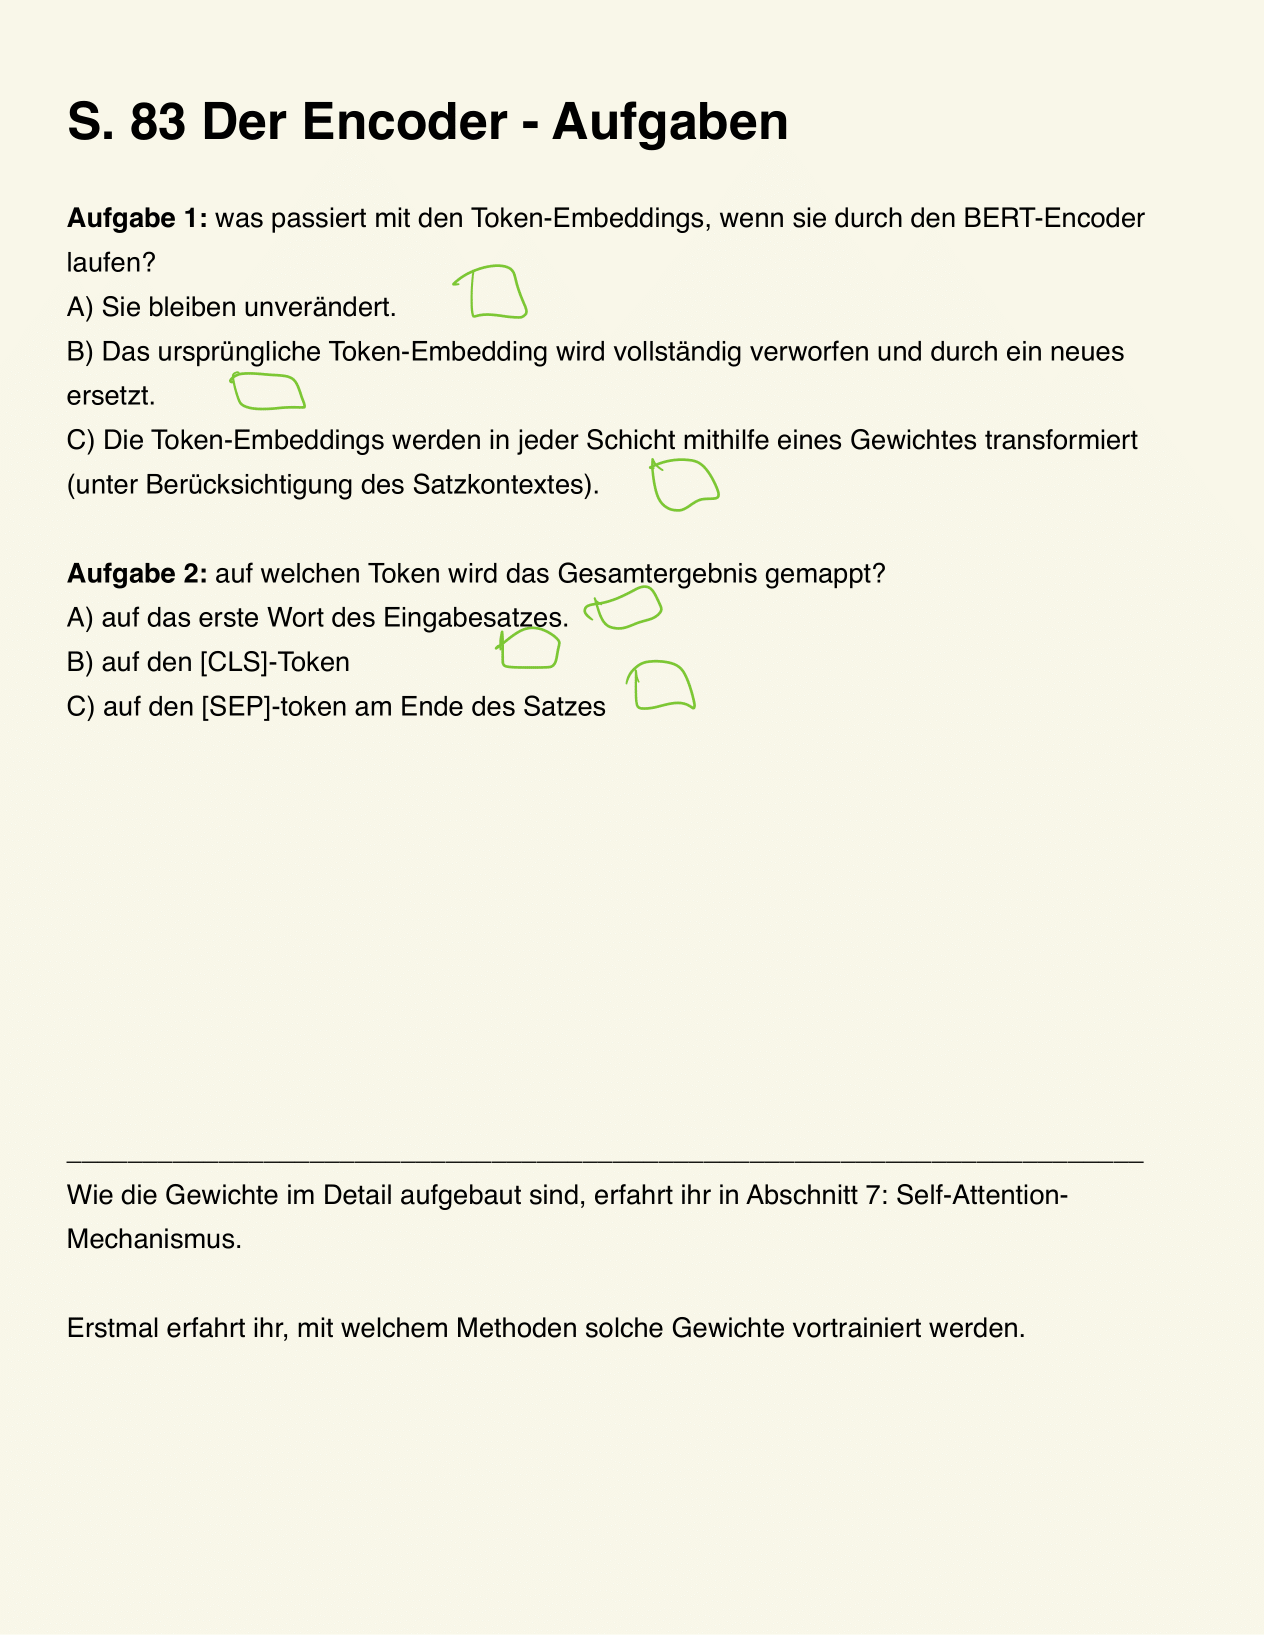 S. 83 Der Encoder - Aufgaben
Aufgabe 1: was passiert mit den Token-Embeddings, wenn sie durch den BERT-Encoder
laufen?
A) Sie bleiben unverändert.
B) Das ursprüngliche Token-Embedding wird vollständig verworfen und durch ein neues
ersetzt.
C) Die Token-Embeddings werden in jeder Schicht mithilfe eines Gewichtes transformiert
(unter Berücksichtigung des Satzkontextes).
Aufgabe 2: auf welchen Token wird das Gesamtergebnis gemappt?
A) auf das erste Wort des Eingabesatzes.
B) auf den [CLS]-Token
C) auf den [SEP]-token am Ende des Satzes
Wie die Gewichte im Detail aufgebaut sind, erfahrt ihr in Abschnitt 7: Self-Attention-
Mechanismus.
Erstmal erfahrt ihr, mit welchem Methoden solche Gewichte vortrainiert werden.